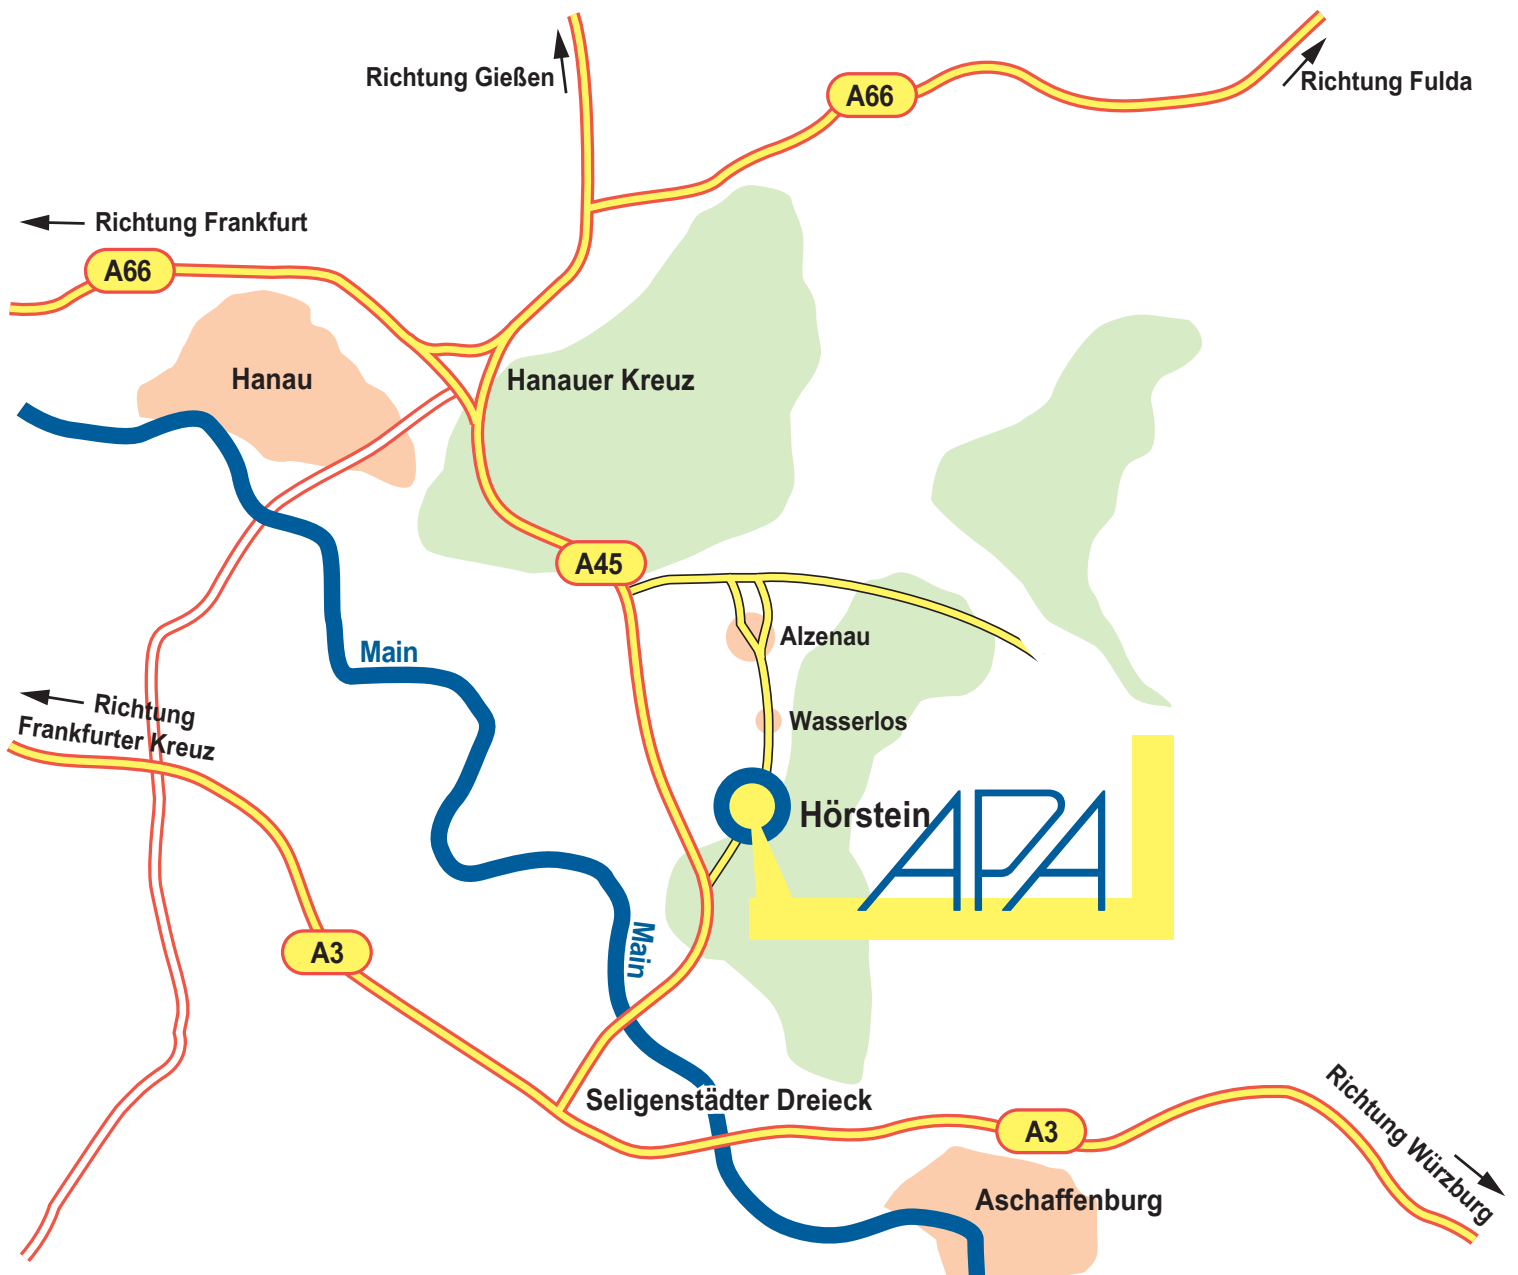 Richtung Gießen
A66
Richtung Fulda
Richtung Frankfurt
A66
Hanau
Hanauer Kreuz
A45
Alzenau
Main
Richtung
Frankfurter Kreuz
Wasserlos
Hörstein
APA
A3
Main
Seligenstädter Dreieck
A3
Richtung Würzburg
Aschaffenburg